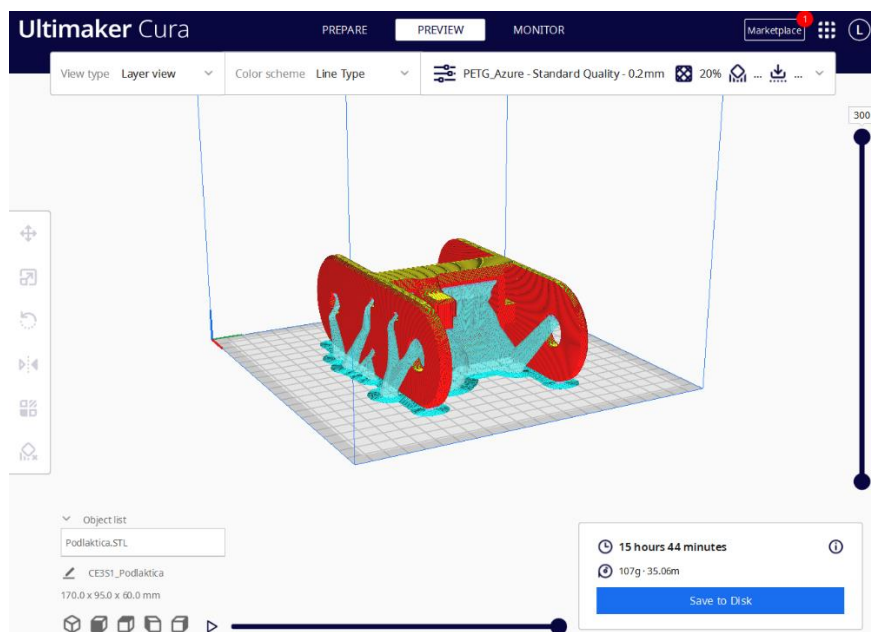 Ultimaker Cura
PREPARE
PREVIEW
MONITOR
Marketplace
1
L
View type Layer view
Color scheme Line Type
PETG_Azure - Standard Quality - 0.2mm
20%
...
...
300
Object list
Podlaktica.STL
CE3S1_Podlaktica
170.0 x 95.0 x 60.0 mm
15 hours 44 minutes
107g · 35.06m
Save to Disk